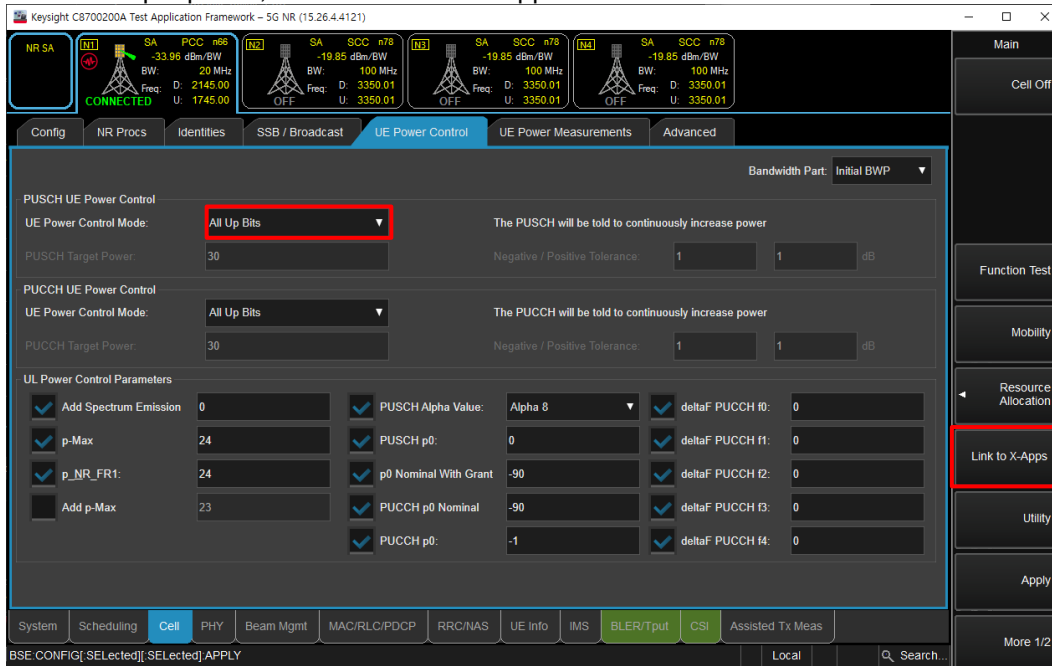 Keysight C8700200A Test Application Framework – 5G NR (15.26.4.4121)
NR SA
N1 SA PCC n66
-33.96 dBm/BW
BW: 20 MHz
Freq: D: 2145.00
CONNECTED U: 1745.00
N2 SA SCC n78
-19.85 dBm/BW
BW: 100 MHz
Freq: D: 3350.01
OFF U: 3350.01
N3 SA SCC n78
-19.85 dBm/BW
BW: 100 MHz
Freq: D: 3350.01
OFF U: 3350.01
N4 SA SCC n78
-19.85 dBm/BW
BW: 100 MHz
Freq: D: 3350.01
OFF U: 3350.01
Config NR Procs Identities SSB / Broadcast UE Power Control UE Power Measurements Advanced
Bandwidth Part: Initial BWP
PUSCH UE Power Control
UE Power Control Mode: All Up Bits The PUSCH will be told to continuously increase power
PUSCH Target Power: 30 Negative / Positive Tolerance: 1 1 dB
PUCCH UE Power Control
UE Power Control Mode: All Up Bits The PUCCH will be told to continuously increase power
PUCCH Target Power: 30 Negative / Positive Tolerance: 1 1 dB
UL Power Control Parameters
Add Spectrum Emission 0 PUSCH Alpha Value: Alpha 8 deltaF PUCCH f0: 0
p-Max 24 PUSCH p0: 0 deltaF PUCCH f1: 0
p_NR_FR1: 24 p0 Nominal With Grant -90 deltaF PUCCH f2: 0
Add p-Max 23 PUCCH p0 Nominal -90 deltaF PUCCH f3: 0
PUCCH p0: -1 deltaF PUCCH f4: 0
System Scheduling Cell PHY Beam Mgmt MAC/RLC/PDCP RRC/NAS UE Info IMS BLER/Tput CSI Assisted Tx Meas
BSE:CONFIG[:SELected][:SELected]:APPLY Local Search...
Main
Cell Off
Function Test
Mobility
Resource
Allocation
Link to X-Apps
Utility
Apply
More 1/2